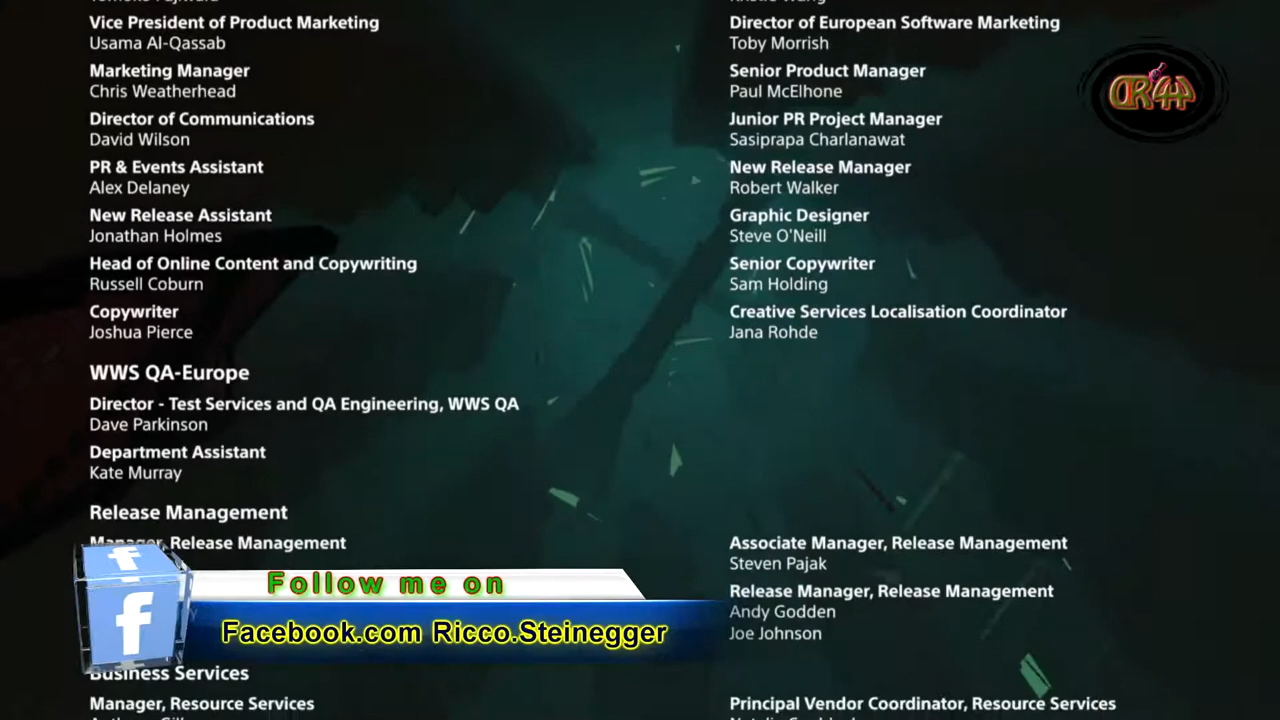 Vice President of Product Marketing
Usama Al-Qassab
Marketing Manager
Chris Weatherhead
Director of Communications
David Wilson
PR & Events Assistant
Alex Delaney
New Release Assistant
Jonathan Holmes
Head of Online Content and Copywriting
Russell Coburn
Copywriter
Joshua Pierce
Director of European Software Marketing
Toby Morrish
Senior Product Manager
Paul McElhone
Junior PR Project Manager
Sasiprapa Charlanawat
New Release Manager
Robert Walker
Graphic Designer
Steve O'Neill
Senior Copywriter
Sam Holding
Creative Services Localisation Coordinator
Jana Rohde
WWS QA-Europe
Director - Test Services and QA Engineering, WWS QA
Dave Parkinson
Department Assistant
Kate Murray
Release Management
Manager, Release Management
Associate Manager, Release Management
Steven Pajak
Release Manager, Release Management
Andy Godden
Joe Johnson
Follow me on
Facebook.com Ricco.Steinegger
Business Services
Manager, Resource Services
Principal Vendor Coordinator, Resource Services